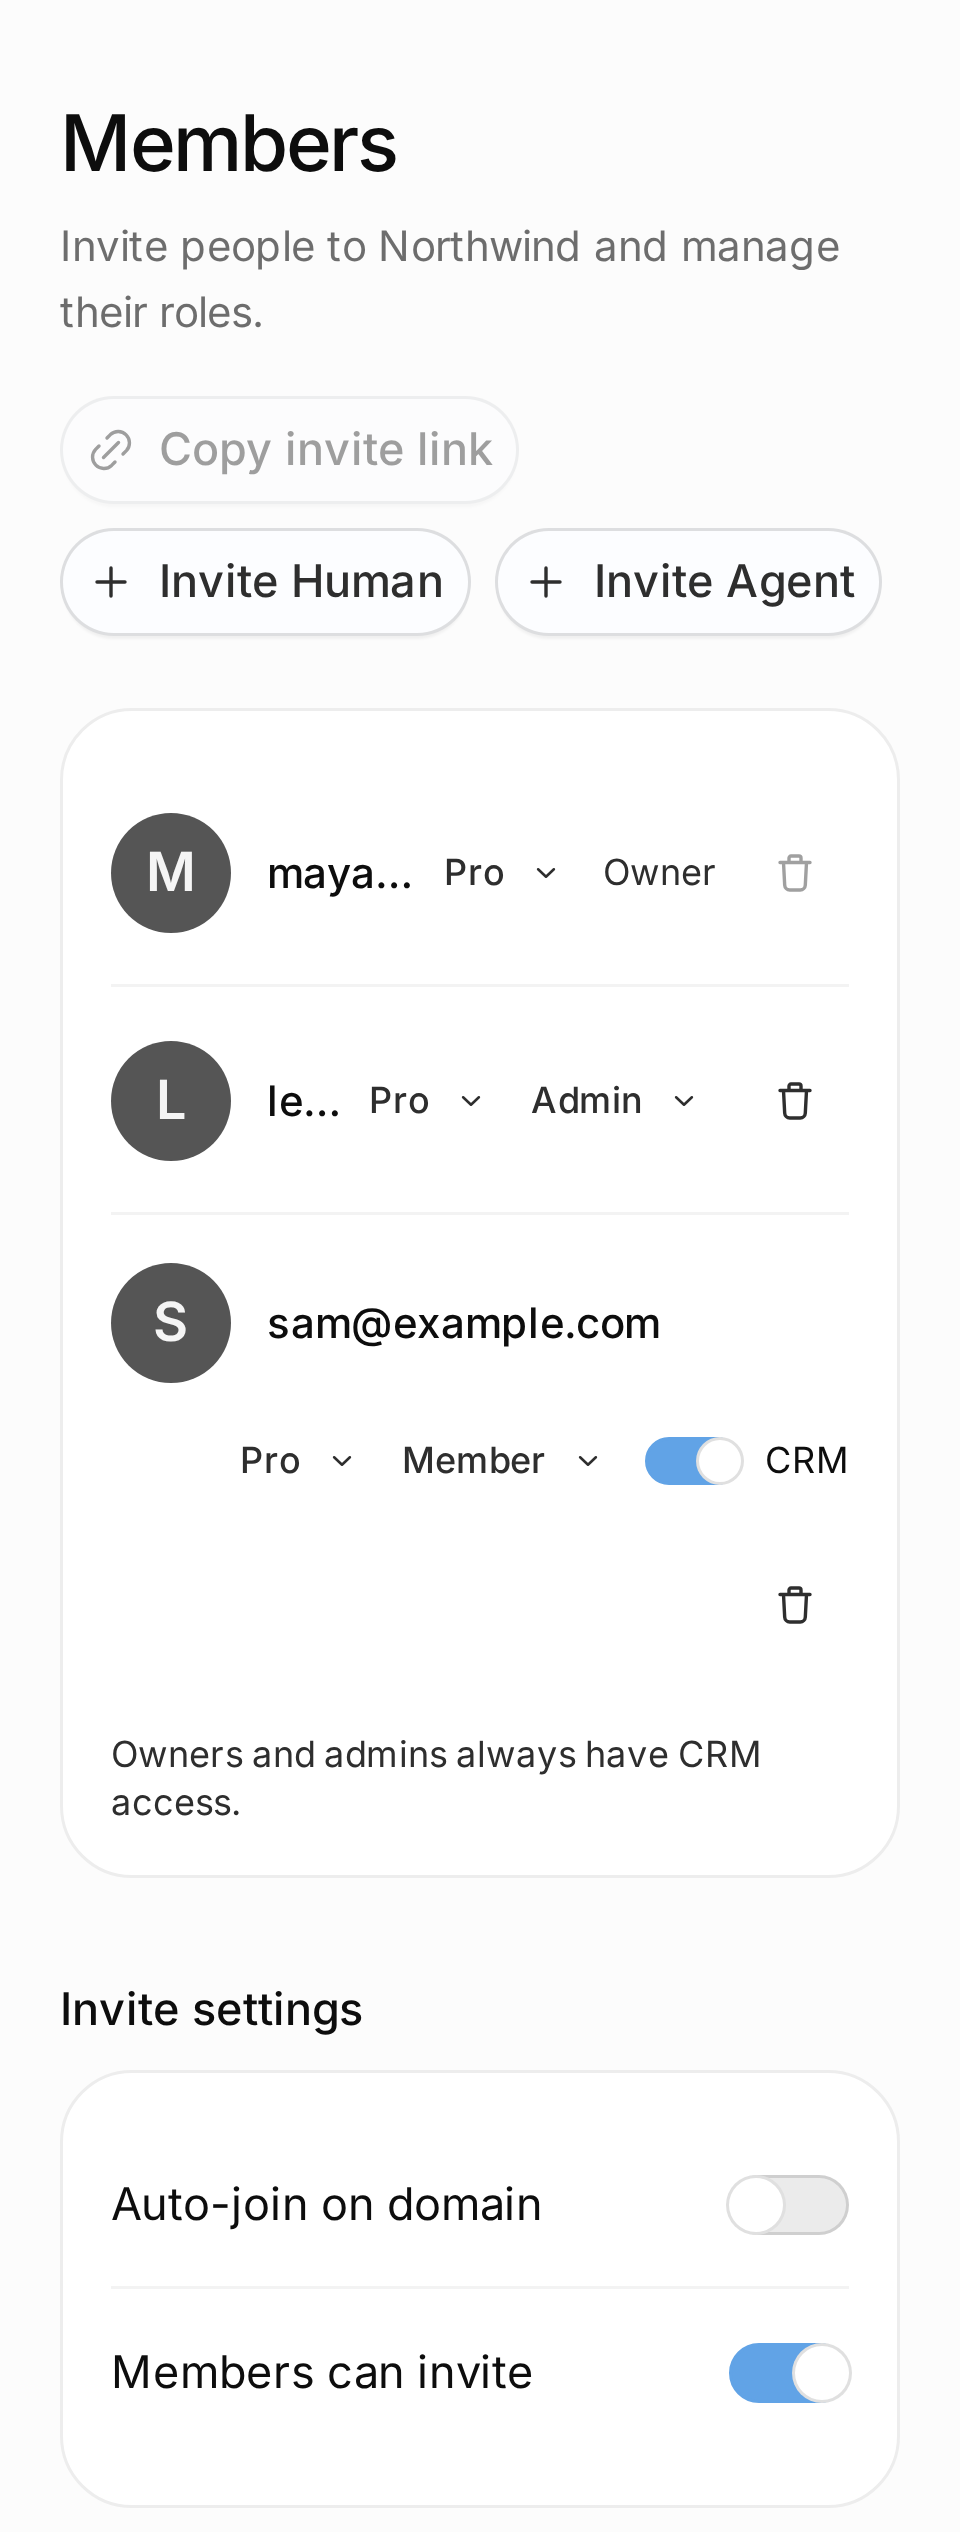 Members
Invite people to Northwind and manage
their roles.
Copy invite link
Invite Human
Invite Agent
M maya... Pro Owner
L le... Pro Admin
S sam@example.com
Pro Member CRM
Owners and admins always have CRM
access.
Invite settings
Auto-join on domain
Members can invite